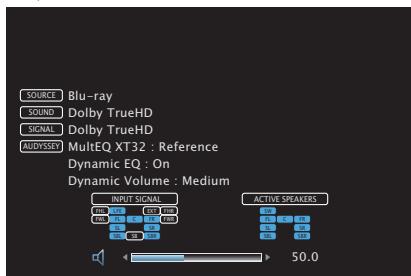 SOURCE Blu-ray
SOUND Dolby TrueHD
SIGNAL Dolby TrueHD
AUDYSSEY MultEQ XT32 : Reference
Dynamic EQ : On
Dynamic Volume : Medium
INPUT SIGNAL ACTIVE SPEAKERS
FHL LFE EXT FHR SW
FWL FL C FR FWR FL C FR
SL SR SL SR
SBL SB SBR SBL SBR
50.0